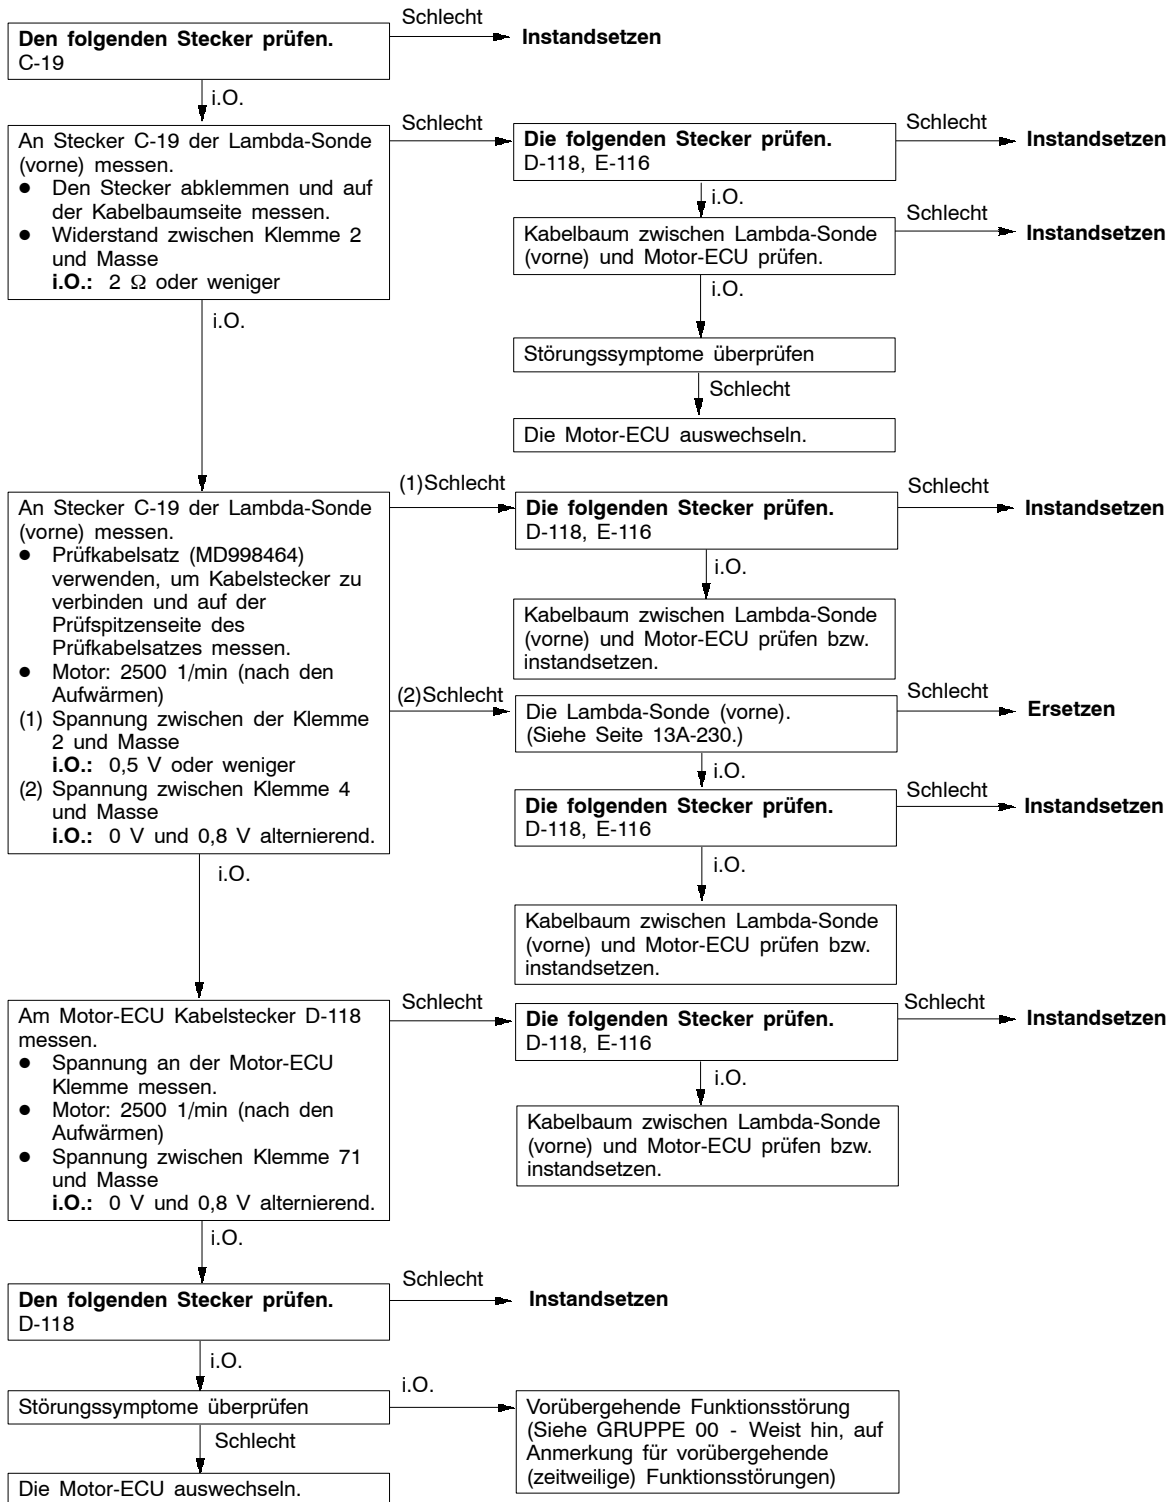 Den folgenden Stecker prüfen.
C-19
Schlecht
Instandsetzen
i.O.
An Stecker C-19 der Lambda-Sonde
(vorne) messen.
● Den Stecker abklemmen und auf
der Kabelbaumseite messen.
● Widerstand zwischen Klemme 2
und Masse
i.O.: 2 Ω oder weniger
Schlecht
Die folgenden Stecker prüfen.
D-118, E-116
Schlecht
Instandsetzen
i.O.
Kabelbaum zwischen Lambda-Sonde
(vorne) und Motor-ECU prüfen.
Schlecht
Instandsetzen
i.O.
Störungssymptome überprüfen
Schlecht
Die Motor-ECU auswechseln.
i.O.
An Stecker C-19 der Lambda-Sonde
(vorne) messen.
● Prüfkabelsatz (MD998464)
verwenden, um Kabelstecker zu
verbinden und auf der
Prüfspitzenseite des
Prüfkabelsatzes messen.
● Motor: 2500 1/min (nach den
Aufwärmen)
(1) Spannung zwischen der Klemme
2 und Masse
i.O.: 0,5 V oder weniger
(2) Spannung zwischen Klemme 4
und Masse
i.O.: 0 V und 0,8 V alternierend.
(1)Schlecht
Die folgenden Stecker prüfen.
D-118, E-116
Schlecht
Instandsetzen
i.O.
Kabelbaum zwischen Lambda-Sonde
(vorne) und Motor-ECU prüfen bzw.
instandsetzen.
(2)Schlecht
Die Lambda-Sonde (vorne).
(Siehe Seite 13A-230.)
Schlecht
Ersetzen
i.O.
Die folgenden Stecker prüfen.
D-118, E-116
Schlecht
Instandsetzen
i.O.
Kabelbaum zwischen Lambda-Sonde
(vorne) und Motor-ECU prüfen bzw.
instandsetzen.
i.O.
Am Motor-ECU Kabelstecker D-118
messen.
● Spannung an der Motor-ECU
Klemme messen.
● Motor: 2500 1/min (nach den
Aufwärmen)
● Spannung zwischen Klemme 71
und Masse
i.O.: 0 V und 0,8 V alternierend.
Schlecht
Die folgenden Stecker prüfen.
D-118, E-116
Schlecht
Instandsetzen
i.O.
Kabelbaum zwischen Lambda-Sonde
(vorne) und Motor-ECU prüfen bzw.
instandsetzen.
i.O.
Den folgenden Stecker prüfen.
D-118
Schlecht
Instandsetzen
i.O.
Störungssymptome überprüfen
i.O.
Vorübergehende Funktionsstörung
(Siehe GRUPPE 00 - Weist hin, auf
Anmerkung für vorübergehende
(zeitweilige) Funktionsstörungen)
Schlecht
Die Motor-ECU auswechseln.